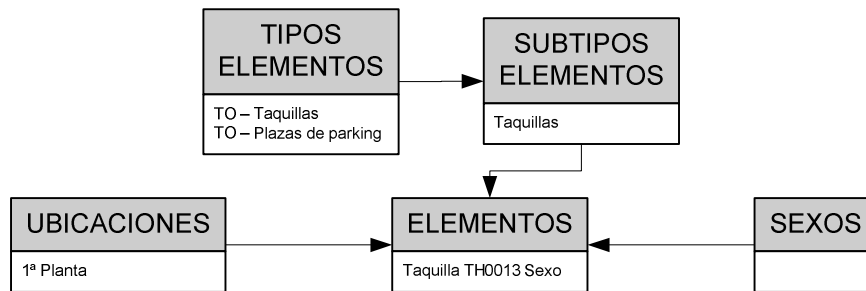 TIPOS
ELEMENTOS
TO – Taquillas
TO – Plazas de parking
SUBTIPOS
ELEMENTOS
Taquillas
UBICACIONES
1ª Planta
ELEMENTOS
Taquilla TH0013 Sexo
SEXOS